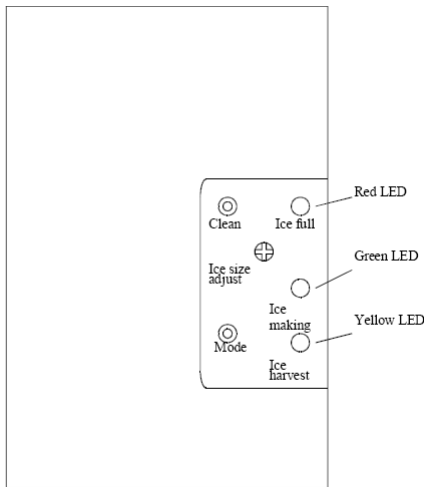 Red LED
Clean
Ice full
Ice size
adjust
Green LED
Ice
making
Yellow LED
Mode
Ice
harvest